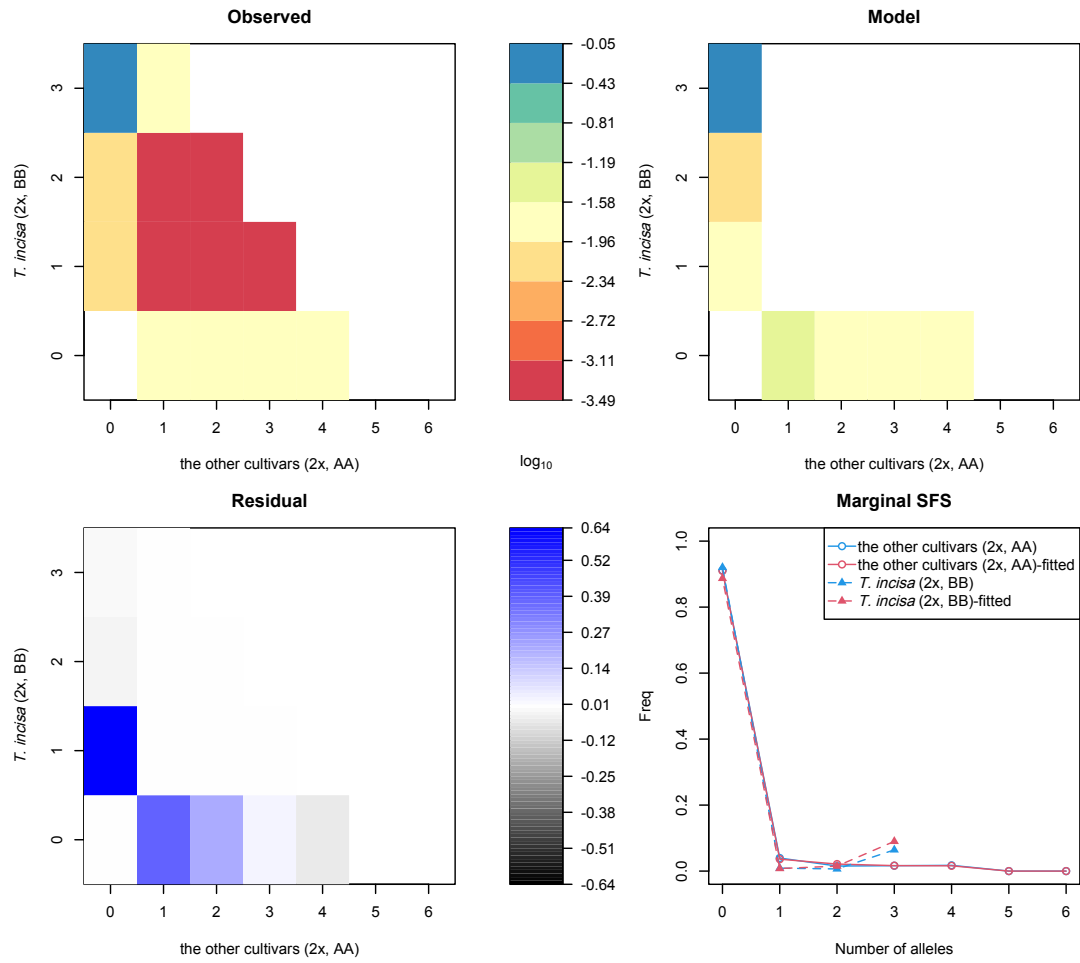 Observed
3
2
1
0
T. incisa (2x, BB)
0 1 2 3 4 5 6
the other cultivars (2x, AA)
-0.05
-0.43
-0.81
-1.19
-1.58
-1.96
-2.34
-2.72
-3.11
-3.49
log10
Model
3
2
1
0
T. incisa (2x, BB)
0 1 2 3 4 5 6
the other cultivars (2x, AA)
Residual
3
2
1
0
T. incisa (2x, BB)
0 1 2 3 4 5 6
the other cultivars (2x, AA)
0.64
0.52
0.40
0.27
0.14
0.01
-0.12
-0.25
-0.38
-0.51
-0.64
Marginal SFS
1.0
0.8
0.6
0.4
0.2
0.0
Freq
the other cultivars (2x, AA)
the other cultivars (2x, AA)-fitted
T. incisa (2x, BB)
T. incisa (2x, BB)-fitted
0 1 2 3 4 5 6
Number of alleles